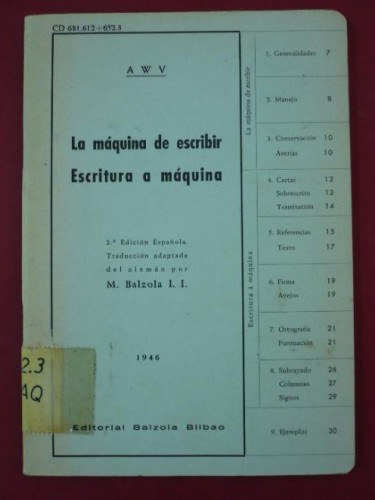 CD 681.612+652.3
A W V
La máquina de escribir
Escritura a máquina
2.ª Edición Española.
Traducción adaptada
del alemán por
M. Balzola I. I.
1946
Editorial Balzola Bilbao
2.3
AQ
La máquina de escribir
Escritura a máquina
1. Generalidades 7
2. Manejo 8
3. Conservación 10
Averías 10
4. Cartas 12
Sobrescrito 12
Tramitación 14
5. Referencias 15
Texto 17
6. Firma 19
Anejos 19
7. Ortografía 21
Puntuación 21
8. Subrayado 26
Columnas 27
Signos 29
9. Ejemplos 30